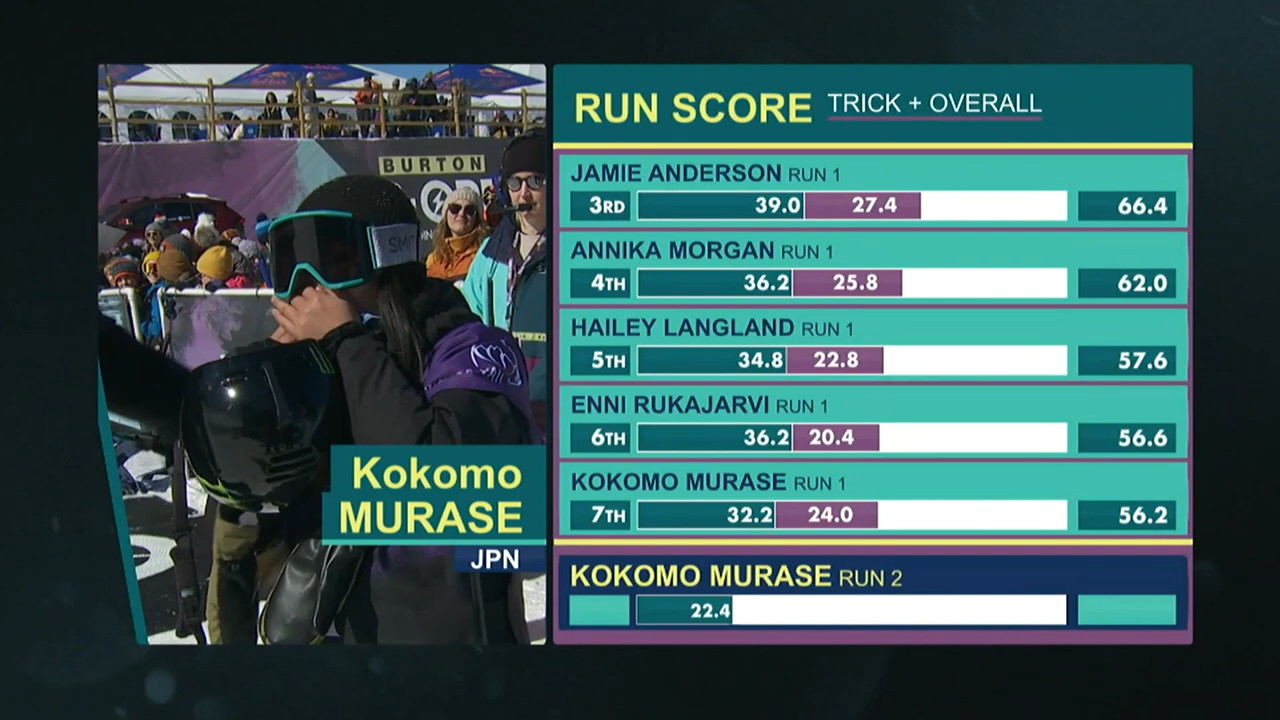 RUN SCORE TRICK + OVERALL
JAMIE ANDERSON RUN 1
3RD 39.0 27.4 66.4
ANNIKA MORGAN RUN 1
4TH 36.2 25.8 62.0
HAILEY LANGLAND RUN 1
5TH 34.8 22.8 57.6
ENNI RUKAJARVI RUN 1
6TH 36.2 20.4 56.6
KOKOMO MURASE RUN 1
7TH 32.2 24.0 56.2
KOKOMO MURASE RUN 2
22.4
BURTON
Kokomo
MURASE
JPN